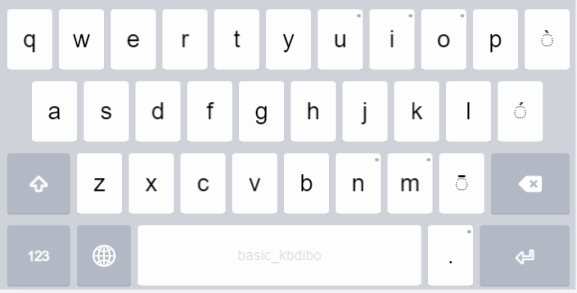 q w e r t y u i o p ◌̀
a s d f g h j k l ◌́
z x c v b n m ◌̄
123 basic_kbdibo .